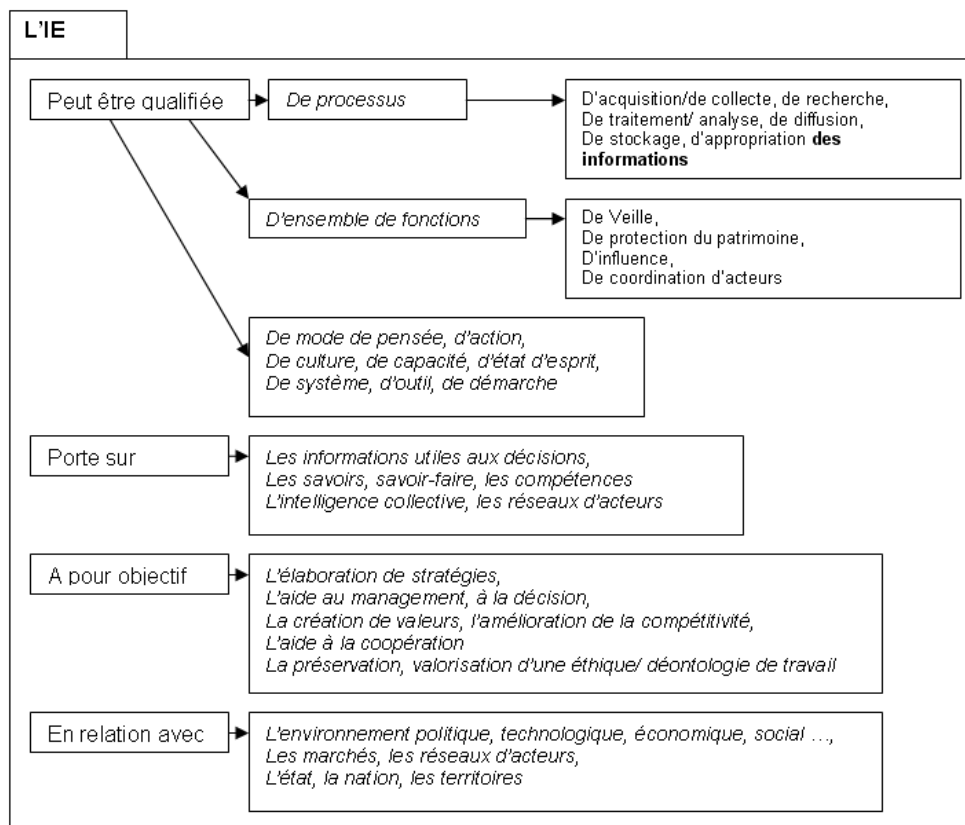 L'IE
Peut être qualifiée
De processus
D'acquisition/de collecte, de recherche,
De traitement/ analyse, de diffusion,
De stockage, d'appropriation des
informations
D'ensemble de fonctions
De Veille,
De protection du patrimoine,
D'influence,
De coordination d'acteurs
De mode de pensée, d'action,
De culture, de capacité, d'état d'esprit,
De système, d'outil, de démarche
Porte sur
Les informations utiles aux décisions,
Les savoirs, savoir-faire, les compétences
L'intelligence collective, les réseaux d'acteurs
A pour objectif
L'élaboration de stratégies,
L'aide au management, à la décision,
La création de valeurs, l'amélioration de la compétitivité,
L'aide à la coopération
La préservation, valorisation d'une éthique/ déontologie de travail
En relation avec
L'environnement politique, technologique, économique, social ...,
Les marchés, les réseaux d'acteurs,
L'état, la nation, les territoires